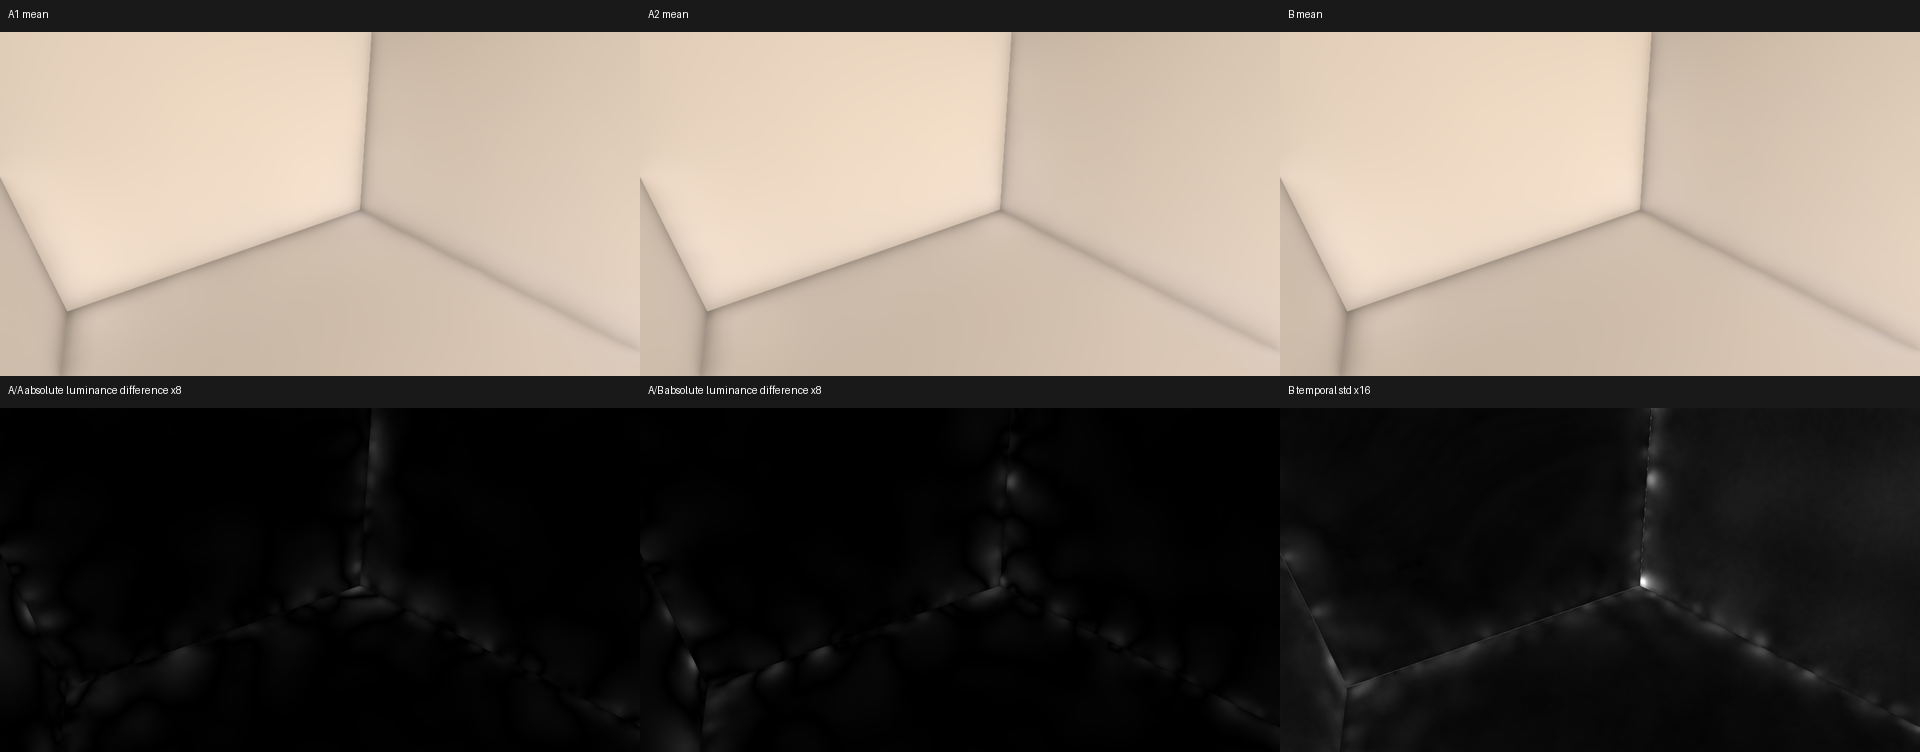 A1 mean
A2 mean
B mean
A/A absolute luminance difference x8
A/B absolute luminance difference x8
B temporal std x16